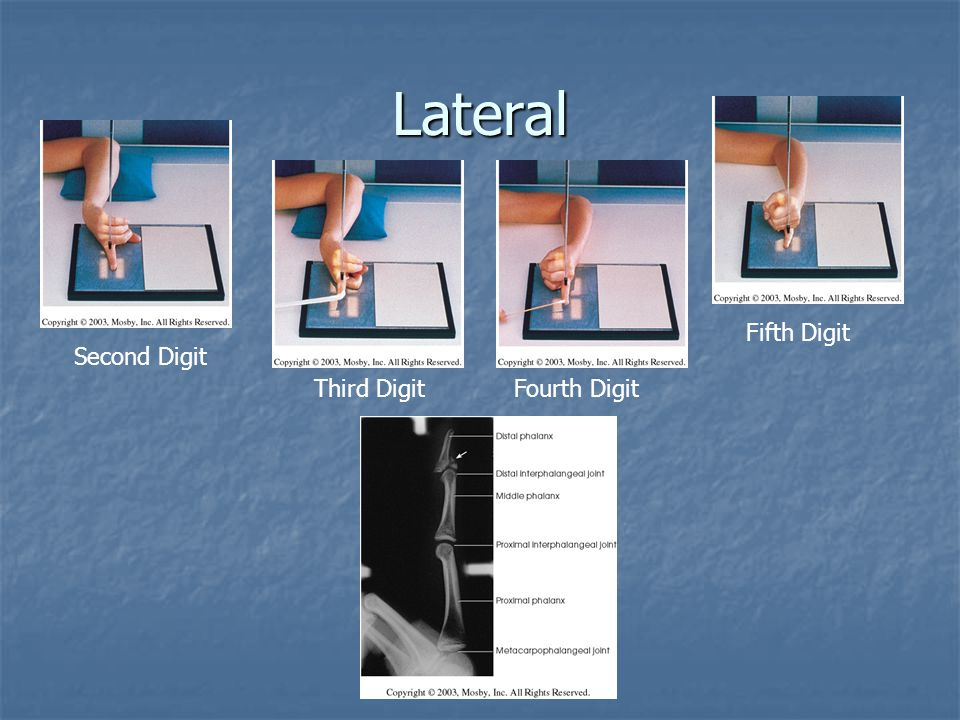 Lateral
Copyright © 2003, Mosby, Inc. All Rights Reserved.
Second Digit
Copyright © 2003, Mosby, Inc. All Rights Reserved.
Third Digit
Copyright © 2003, Mosby, Inc. All Rights Reserved.
Fourth Digit
Copyright © 2003, Mosby, Inc. All Rights Reserved.
Fifth Digit
Distal phalanx
Distal interphalangeal joint
Middle phalanx
Proximal interphalangeal joint
Proximal phalanx
Metacarpophalangeal joint
Copyright © 2003, Mosby, Inc. All Rights Reserved.